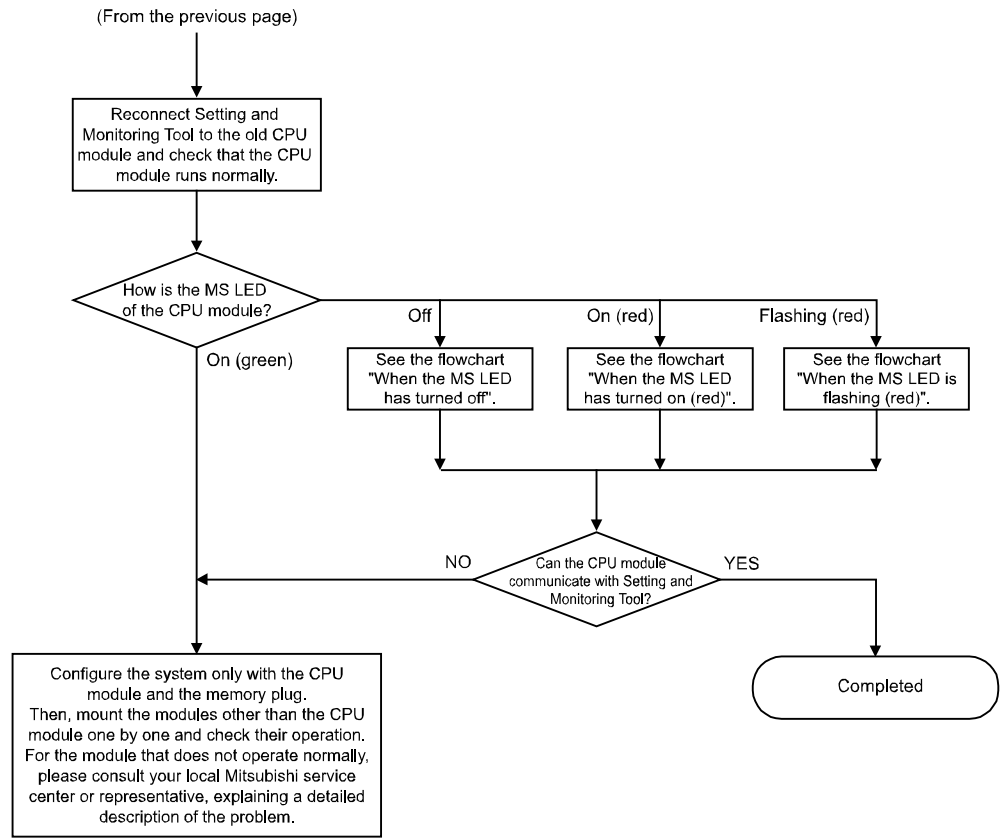 (From the previous page)
Reconnect Setting and
Monitoring Tool to the old CPU
module and check that the CPU
module runs normally.
How is the MS LED
of the CPU module?
Off
On (red)
Flashing (red)
On (green)
See the flowchart
"When the MS LED
has turned off".
See the flowchart
"When the MS LED
has turned on (red)".
See the flowchart
"When the MS LED is
flashing (red)".
NO
Can the CPU module
communicate with Setting and
Monitoring Tool?
YES
Configure the system only with the CPU
module and the memory plug.
Then, mount the modules other than the CPU
module one by one and check their operation.
For the module that does not operate normally,
please consult your local Mitsubishi service
center or representative, explaining a detailed
description of the problem.
Completed